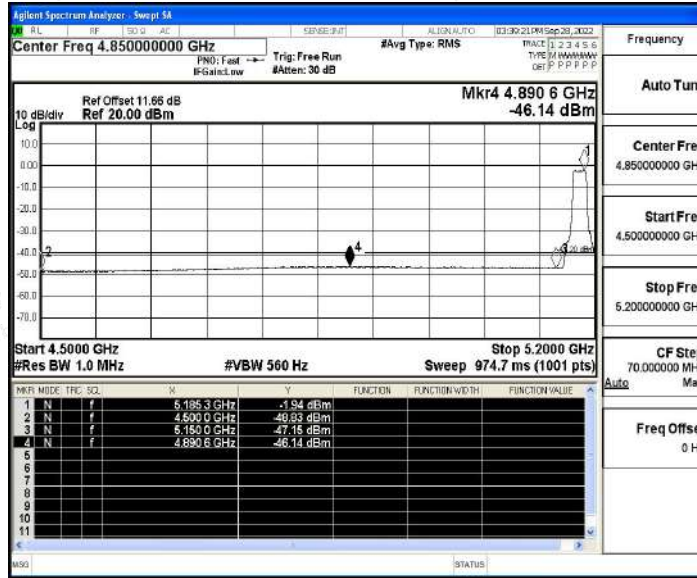 Agilent Spectrum Analyzer - Swept SA
RL RF 50 Ω AC SENSE:INT ALIGN AUTO 03:39:21 PM Sep 28, 2022
Center Freq 4.850000000 GHz #Avg Type: RMS TRACE 1 2 3 4 5 6
PNO: Fast Trig: Free Run TYPE M WWWWW
IFGain:Low #Atten: 30 dB DET P P P P P P
Frequency
Auto Tun
Mkr4 4.890 6 GHz
-46.14 dBm
Ref Offset 11.66 dB
10 dB/div Ref 20.00 dBm
Log
10.0
0.00
-10.0
-20.0
-30.0
-40.0
-50.0
-60.0
-70.0
1
2
3
4
Center Fre
4.850000000 GH
Start Fre
4.500000000 GH
Stop Fre
5.200000000 GH
Start 4.5000 GHz Stop 5.2000 GHz
#Res BW 1.0 MHz #VBW 560 Hz Sweep 974.7 ms (1001 pts)
CF Ste
70.000000 MH
Auto Ma
Freq Offse
0 H
MKR MODE TRC SCL X Y FUNCTION FUNCTION WIDTH FUNCTION VALUE
1 N f 5.185 3 GHz -1.94 dBm
2 N f 4.500 0 GHz -48.83 dBm
3 N f 5.150 0 GHz -47.15 dBm
4 N f 4.890 6 GHz -46.14 dBm
5
6
7
8
9
10
11
MSG STATUS